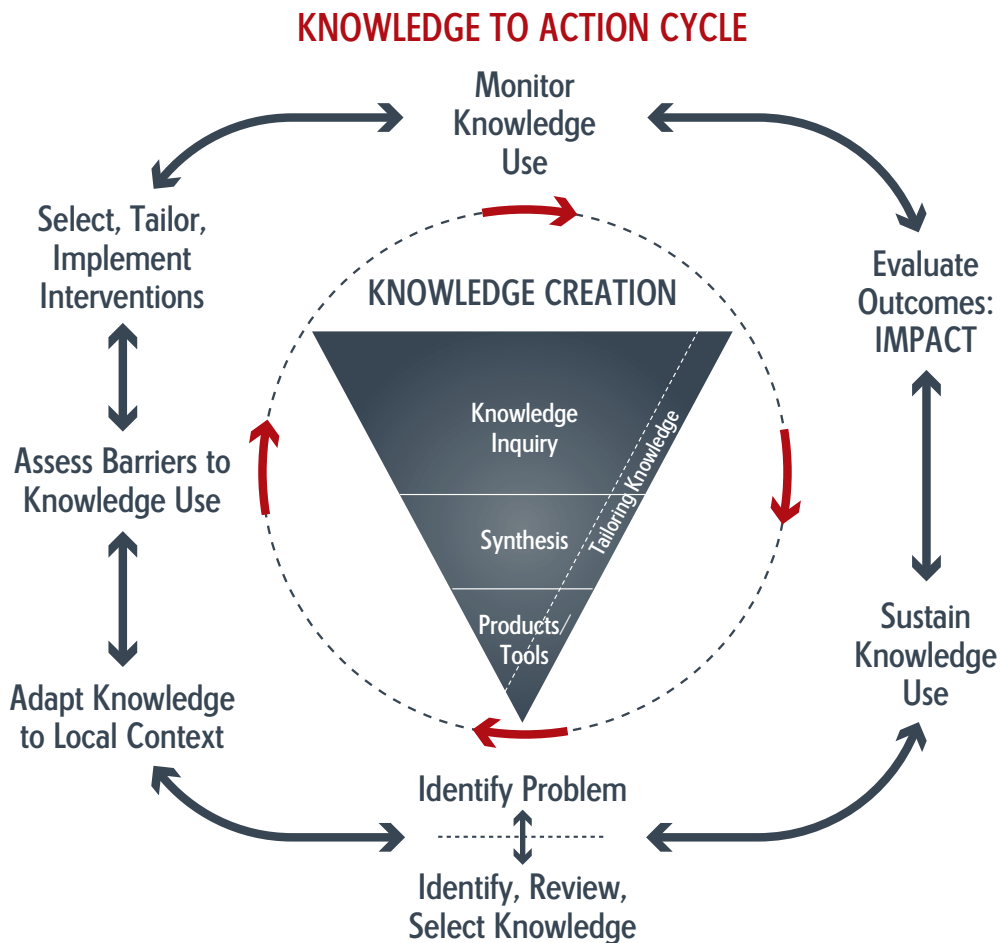 KNOWLEDGE TO ACTION CYCLE
Monitor
Knowledge
Use
Select, Tailor,
Implement
Interventions
Evaluate
Outcomes:
IMPACT
KNOWLEDGE CREATION
Knowledge
Inquiry
Tailoring Knowledge
Assess Barriers to
Knowledge Use
Synthesis
Products/
Tools
Sustain
Knowledge
Use
Adapt Knowledge
to Local Context
Identify Problem
Identify, Review,
Select Knowledge